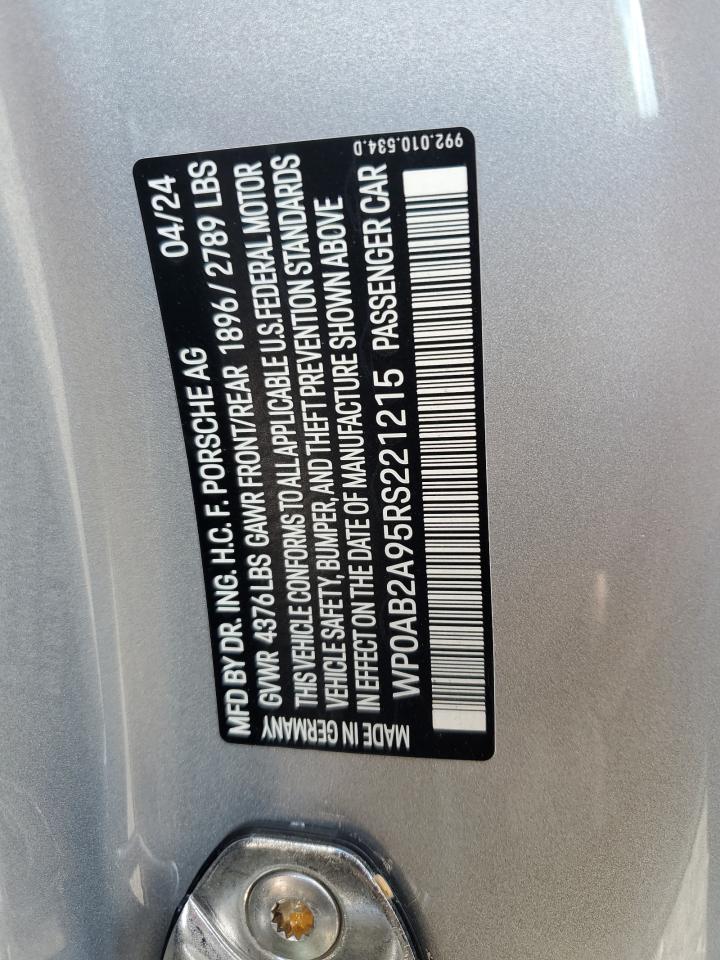 MFD BY DR. ING. H.C. F. PORSCHE AG 04/24
GVWR 4376 LBS GAWR FRONT/REAR 1896 / 2789 LBS
THIS VEHICLE CONFORMS TO ALL APPLICABLE U.S. FEDERAL MOTOR
VEHICLE SAFETY, BUMPER, AND THEFT PREVENTION STANDARDS
IN EFFECT ON THE DATE OF MANUFACTURE SHOWN ABOVE
WP0AB2A95RS221215 PASSENGER CAR
MADE IN GERMANY
992.010.534.D